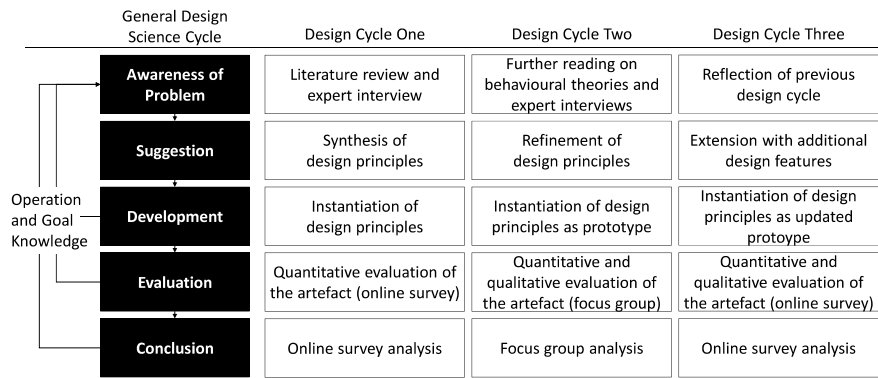 General Design
Science Cycle
Design Cycle One
Design Cycle Two
Design Cycle Three
Awareness of
Problem
Literature review and
expert interview
Further reading on
behavioural theories and
expert interviews
Reflection of previous
design cycle
Suggestion
Synthesis of
design principles
Refinement of
design principles
Extension with additional
design features
Operation
and Goal
Knowledge
Development
Instantiation of
design principles
Instantiation of design
principles as prototype
Instantiation of design
principles as updated
protoype
Evaluation
Quantitative evaluation of
the artefact (online survey)
Quantitative and
qualitative evaluation of
the artefact (focus group)
Quantitative and
qualitative evaluation of
the artefact (online survey)
Conclusion
Online survey analysis
Focus group analysis
Online survey analysis